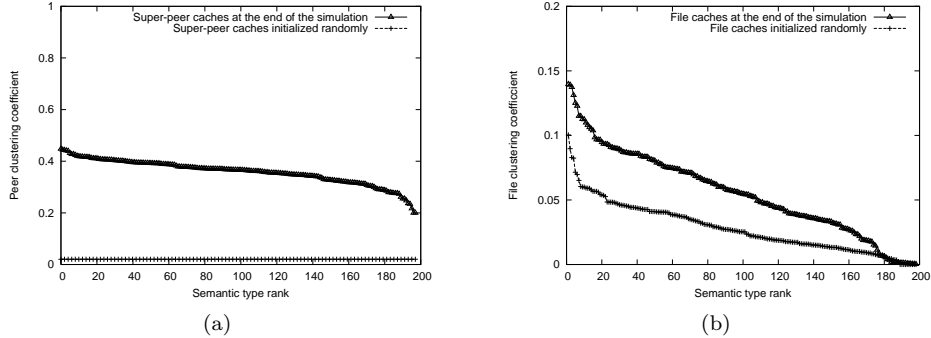 Super-peer caches at the end of the simulation
Super-peer caches initialized randomly
1
0.8
0.6
0.4
0.2
0
Peer clustering coefficient
0 20 40 60 80 100 120 140 160 180 200
Semantic type rank
(a)
File caches at the end of the simulation
File caches initialized randomly
0.2
0.15
0.1
0.05
0
File clustering coefficcient
0 20 40 60 80 100 120 140 160 180 200
Semantic type rank
(b)